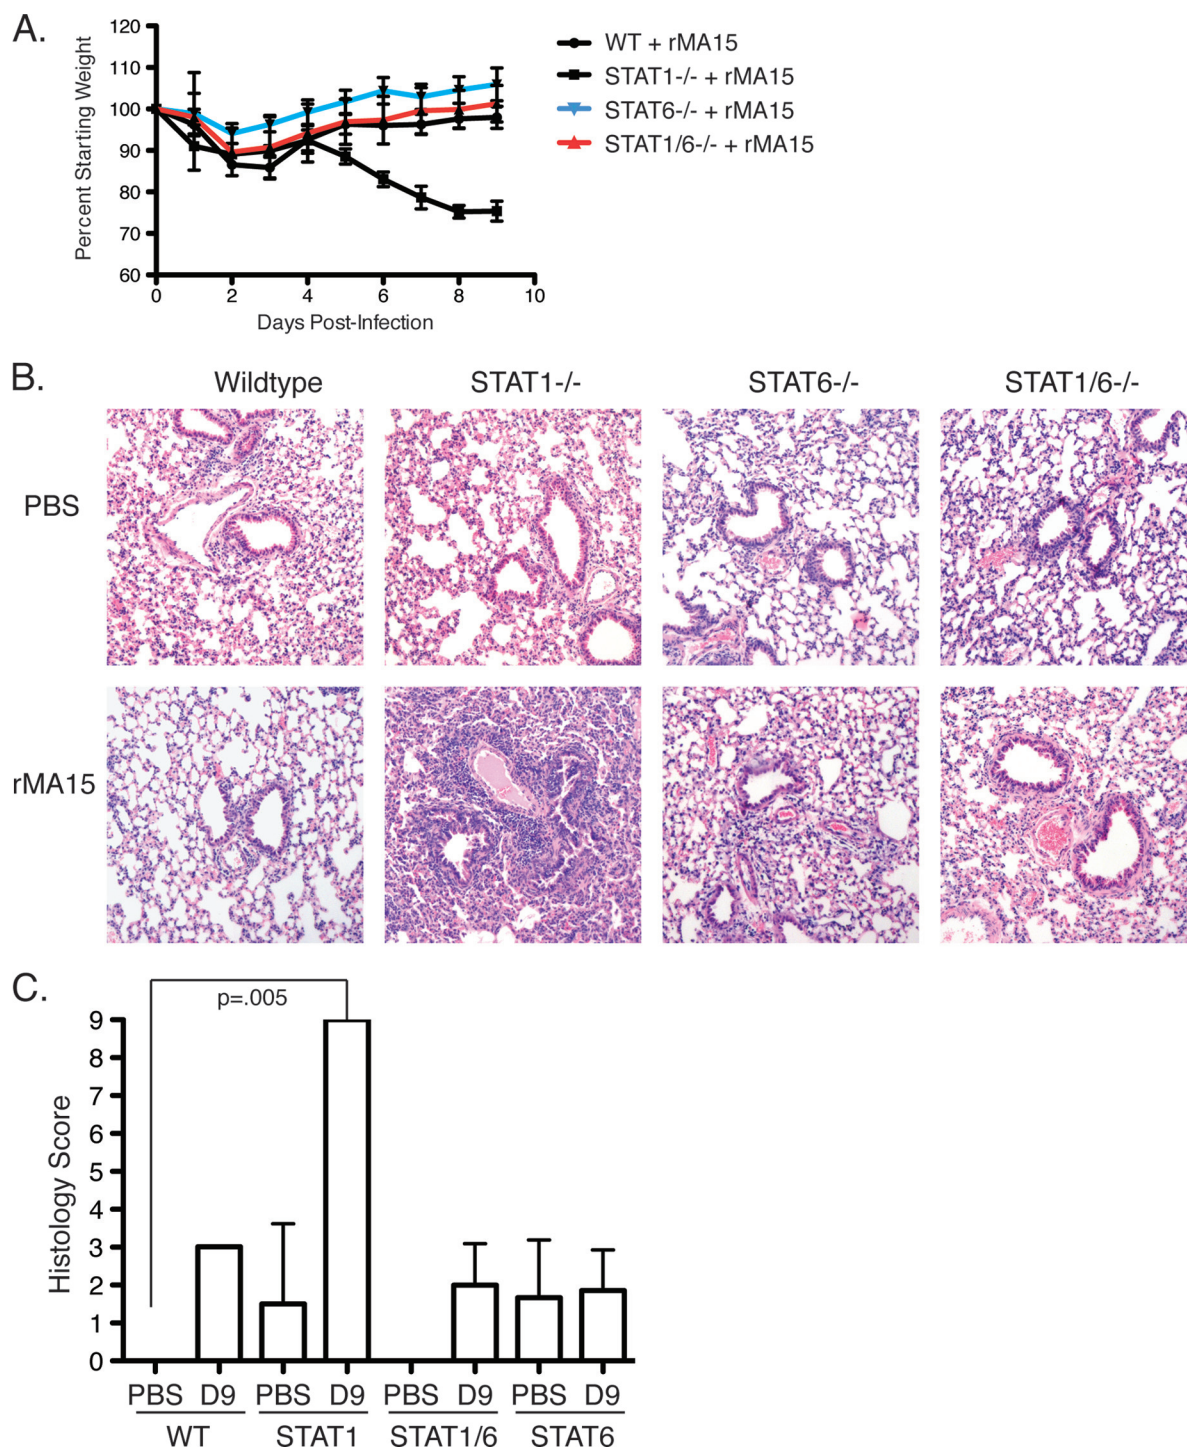 A.
120
110
100
90
80
70
60
Percent Starting Weight
0 2 4 6 8 10
Days Post-Infection
WT + rMA15
STAT1-/- + rMA15
STAT6-/- + rMA15
STAT1/6-/- + rMA15
B.
Wildtype STAT1-/- STAT6-/- STAT1/6-/-
PBS
rMA15
C.
p=.005
9
8
7
6
5
4
3
2
1
0
Histology Score
PBS D9 PBS D9 PBS D9 PBS D9
WT STAT1 STAT1/6 STAT6